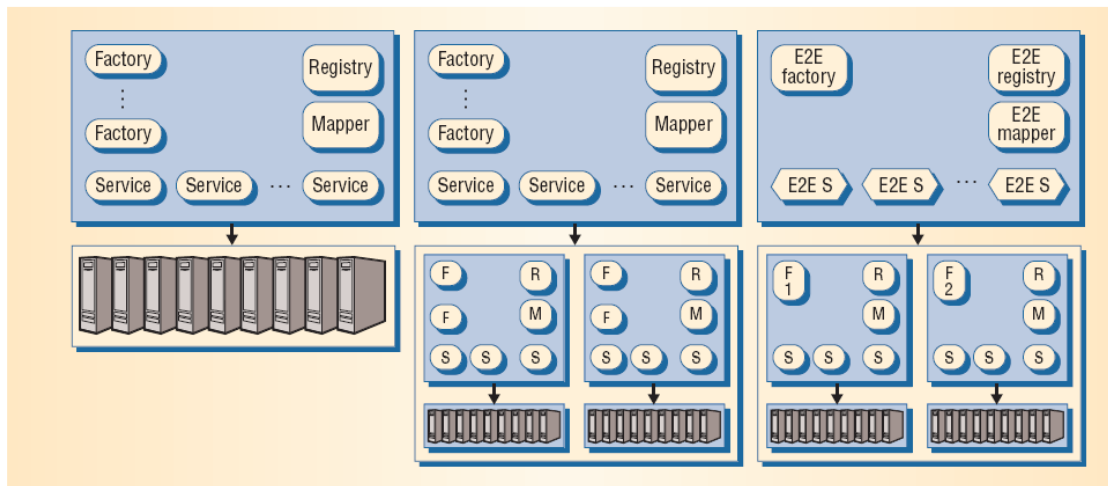 Factory
Registry
⋮
Mapper
Factory
Service Service ... Service
Factory
Registry
⋮
Mapper
Factory
Service Service ... Service
E2E
factory
E2E
registry
E2E
mapper
E2E S E2E S ... E2E S
F R
F M
S S S
F R
F M
S S S
F
1
R
M
S S S
F
2
R
M
S S S